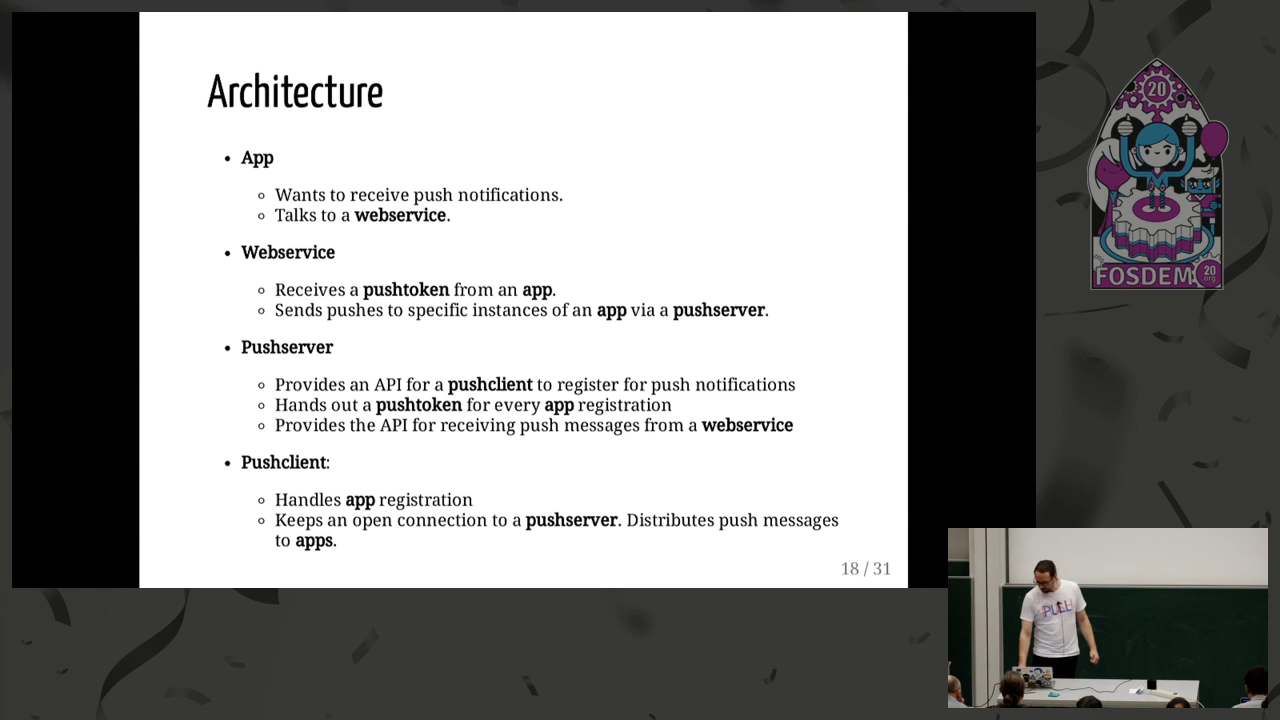 Architecture
App
Wants to receive push notifications.
Talks to a webservice.
Webservice
Receives a pushtoken from an app.
Sends pushes to specific instances of an app via a pushserver.
Pushserver
Provides an API for a pushclient to register for push notifications
Hands out a pushtoken for every app registration
Provides the API for receiving push messages from a webservice
Pushclient:
Handles app registration
Keeps an open connection to a pushserver. Distributes push messages
to apps.
18 / 31
20
FOSDEM
20
.org